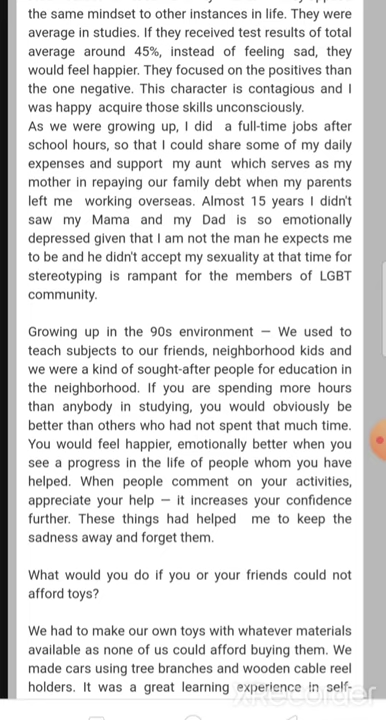 the same mindset to other instances in life. They were
average in studies. If they received test results of total
average around 45%, instead of feeling sad, they
would feel happier. They focused on the positives than
the one negative. This character is contagious and I
was happy acquire those skills unconsciously.
As we were growing up, I did a full-time jobs after
school hours, so that I could share some of my daily
expenses and support my aunt which serves as my
mother in repaying our family debt when my parents
left me working overseas. Almost 15 years I didn't
saw my Mama and my Dad is so emotionally
depressed given that I am not the man he expects me
to be and he didn't accept my sexuality at that time for
stereotyping is rampant for the members of LGBT
community.
Growing up in the 90s environment — We used to
teach subjects to our friends, neighborhood kids and
we were a kind of sought-after people for education in
the neighborhood. If you are spending more hours
than anybody in studying, you would obviously be
better than others who had not spent that much time.
You would feel happier, emotionally better when you
see a progress in the life of people whom you have
helped. When people comment on your activities,
appreciate your help — it increases your confidence
further. These things had helped me to keep the
sadness away and forget them.
What would you do if you or your friends could not
afford toys?
We had to make our own toys with whatever materials
available as none of us could afford buying them. We
made cars using tree branches and wooden cable reel
holders. It was a great learning experience in self-
XRecorder